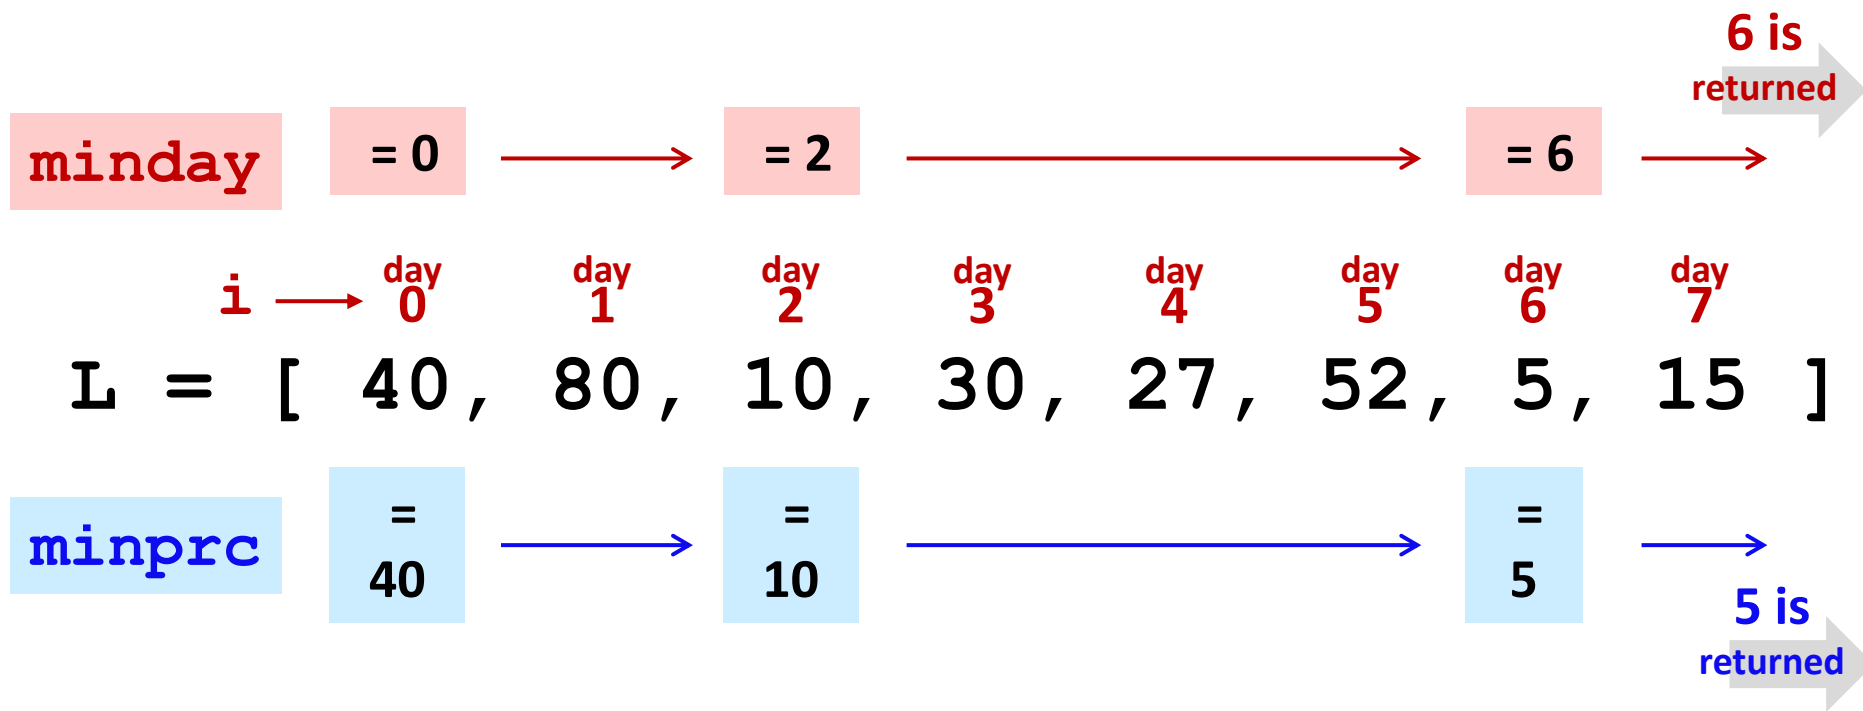 6 is
returned
minday = 0 = 2 = 6
day day day day day day day day
i 0 1 2 3 4 5 6 7
L = [ 40, 80, 10, 30, 27, 52, 5, 15 ]
minprc
= = =
40 10 5
5 is
returned